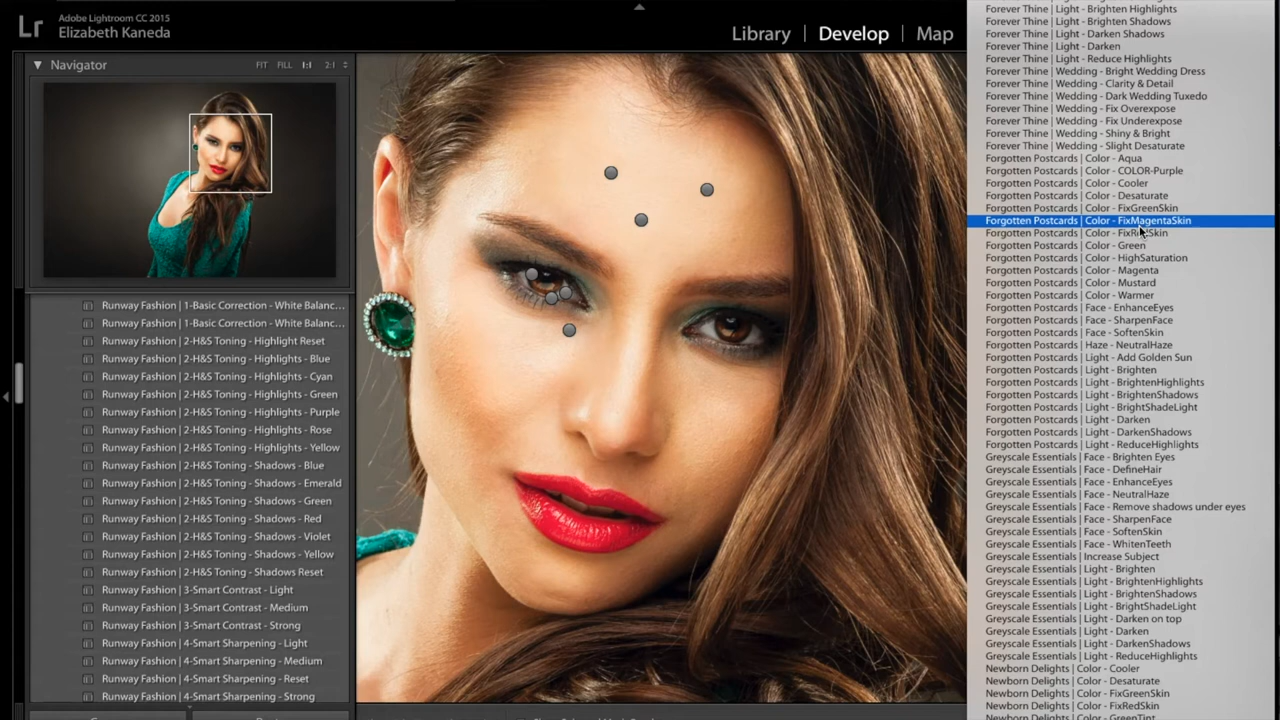 Lr
Adobe Lightroom CC 2015
Elizabeth Kaneda
Library | Develop | Map
Navigator
FIT FILL 1:1 2:1
Runway Fashion | 1-Basic Correction - White Balanc...
Runway Fashion | 1-Basic Correction - White Balanc...
Runway Fashion | 2-H&S Toning - Highlight Reset
Runway Fashion | 2-H&S Toning - Highlights - Blue
Runway Fashion | 2-H&S Toning - Highlights - Cyan
Runway Fashion | 2-H&S Toning - Highlights - Green
Runway Fashion | 2-H&S Toning - Highlights - Purple
Runway Fashion | 2-H&S Toning - Highlights - Rose
Runway Fashion | 2-H&S Toning - Highlights - Yellow
Runway Fashion | 2-H&S Toning - Shadows - Blue
Runway Fashion | 2-H&S Toning - Shadows - Emerald
Runway Fashion | 2-H&S Toning - Shadows - Green
Runway Fashion | 2-H&S Toning - Shadows - Red
Runway Fashion | 2-H&S Toning - Shadows - Violet
Runway Fashion | 2-H&S Toning - Shadows - Yellow
Runway Fashion | 2-H&S Toning - Shadows Reset
Runway Fashion | 3-Smart Contrast - Light
Runway Fashion | 3-Smart Contrast - Medium
Runway Fashion | 3-Smart Contrast - Strong
Runway Fashion | 4-Smart Sharpening - Light
Runway Fashion | 4-Smart Sharpening - Medium
Runway Fashion | 4-Smart Sharpening - Reset
Runway Fashion | 4-Smart Sharpening - Strong
Forever Thine | Light - Brighten Highlights
Forever Thine | Light - Brighten Shadows
Forever Thine | Light - Darken Shadows
Forever Thine | Light - Darken
Forever Thine | Light - Reduce Highlights
Forever Thine | Wedding - Bright Wedding Dress
Forever Thine | Wedding - Clarity & Detail
Forever Thine | Wedding - Dark Wedding Tuxedo
Forever Thine | Wedding - Fix Overexpose
Forever Thine | Wedding - Fix Underexpose
Forever Thine | Wedding - Shiny & Bright
Forever Thine | Wedding - Slight Desaturate
Forgotten Postcards | Color - Aqua
Forgotten Postcards | Color - COLOR-Purple
Forgotten Postcards | Color - Cooler
Forgotten Postcards | Color - Desaturate
Forgotten Postcards | Color - FixGreenSkin
Forgotten Postcards | Color - FixMagentaSkin
Forgotten Postcards | Color - FixRedSkin
Forgotten Postcards | Color - Green
Forgotten Postcards | Color - HighSaturation
Forgotten Postcards | Color - Magenta
Forgotten Postcards | Color - Mustard
Forgotten Postcards | Color - Warmer
Forgotten Postcards | Face - EnhanceEyes
Forgotten Postcards | Face - SharpenFace
Forgotten Postcards | Face - SoftenSkin
Forgotten Postcards | Haze - NeutralHaze
Forgotten Postcards | Light - Add Golden Sun
Forgotten Postcards | Light - Brighten
Forgotten Postcards | Light - BrightenHighlights
Forgotten Postcards | Light - BrightenShadows
Forgotten Postcards | Light - BrightShadeLight
Forgotten Postcards | Light - Darken
Forgotten Postcards | Light - DarkenShadows
Forgotten Postcards | Light - ReduceHighlights
Greyscale Essentials | Face - Brighten Eyes
Greyscale Essentials | Face - DefineHair
Greyscale Essentials | Face - EnhanceEyes
Greyscale Essentials | Face - NeutralHaze
Greyscale Essentials | Face - Remove shadows under eyes
Greyscale Essentials | Face - SharpenFace
Greyscale Essentials | Face - SoftenSkin
Greyscale Essentials | Face - WhitenTeeth
Greyscale Essentials | Increase Subject
Greyscale Essentials | Light - Brighten
Greyscale Essentials | Light - BrightenHighlights
Greyscale Essentials | Light - BrightenShadows
Greyscale Essentials | Light - BrightShadeLight
Greyscale Essentials | Light - Darken on top
Greyscale Essentials | Light - Darken
Greyscale Essentials | Light - DarkenShadows
Greyscale Essentials | Light - ReduceHighlights
Newborn Delights | Color - Cooler
Newborn Delights | Color - Desaturate
Newborn Delights | Color - FixGreenSkin
Newborn Delights | Color - FixRedSkin
Newborn Delights | Color - GreenTint